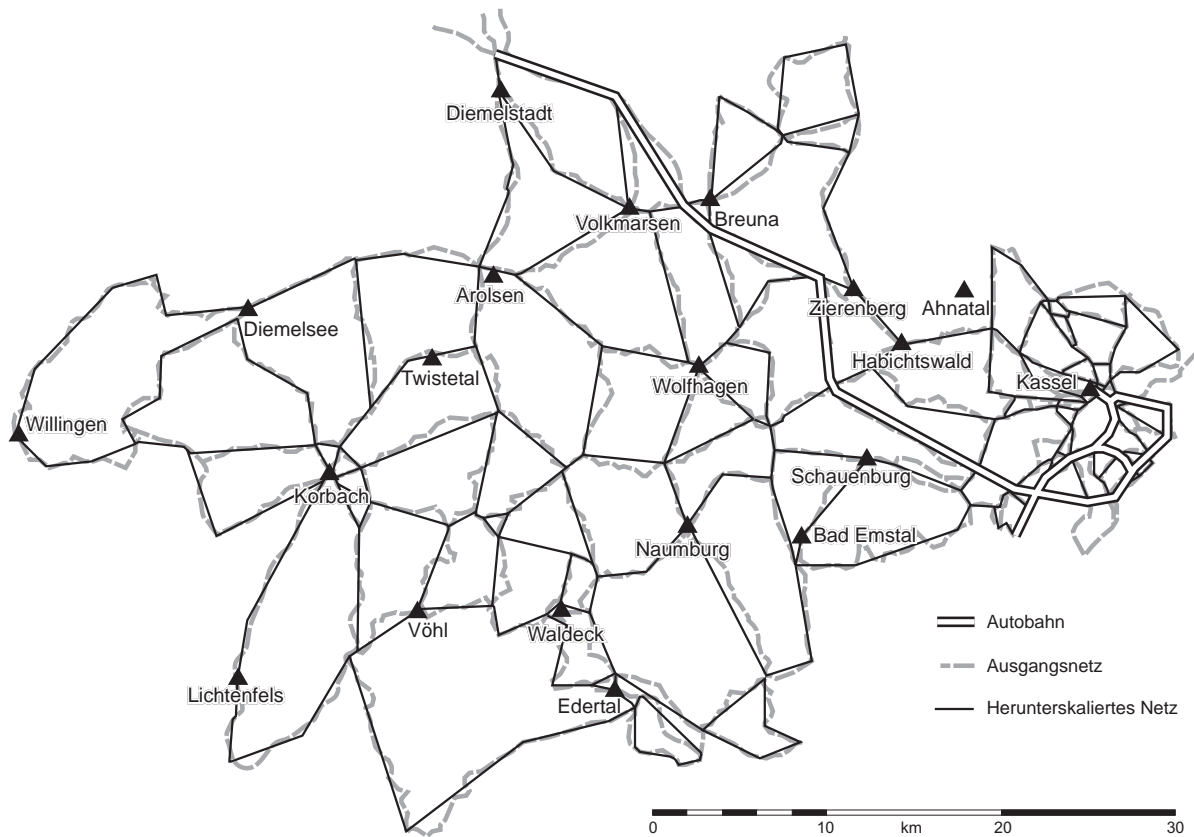 Diemelstadt
Volkmarsen
Breuna
Arolsen
Zierenberg
Ahnatal
Diemelsee
Habichtswald
Twistetal
Wolfhagen
Kassel
Willingen
Schauenburg
Korbach
Bad Emstal
Naumburg
Vöhl
Waldeck
Lichtenfels
Edertal
Autobahn
Ausgangsnetz
Herunterskaliertes Netz
0 10 km 20 30